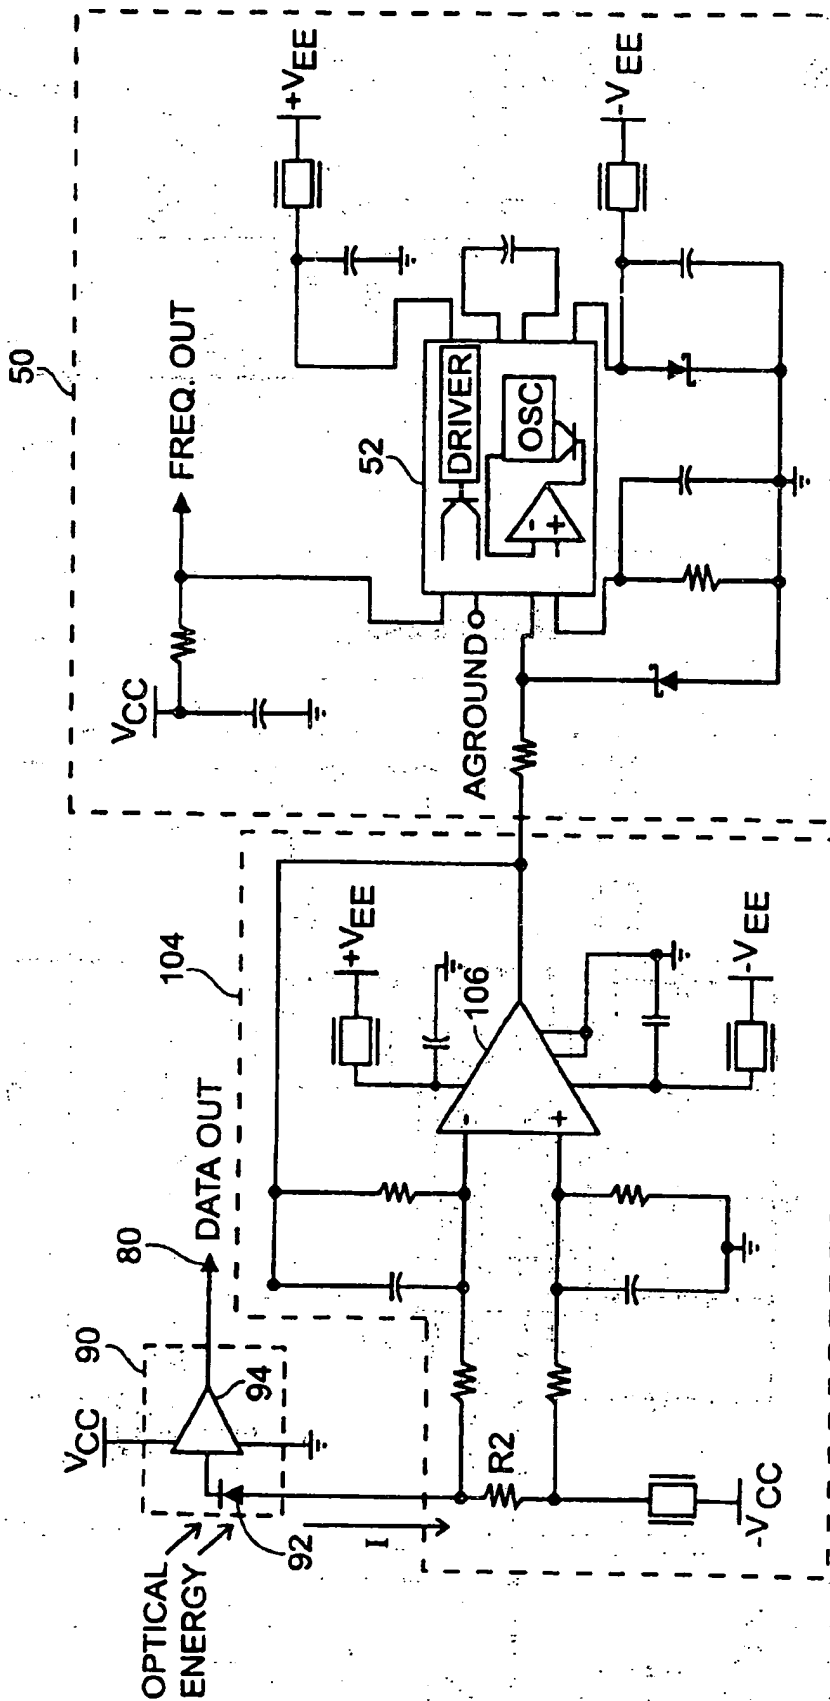 50
VCC
FREQ. OUT
+VEE
52
DRIVER
OSC
-
+
AGROUND
-VEE
104
+VEE
106
-
+
-VEE
OPTICAL
ENERGY
VCC
90
94
80
DATA OUT
92
I
R2
-VCC